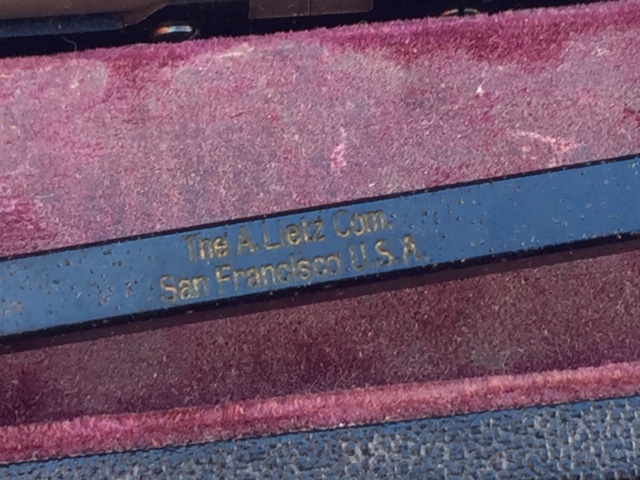 The A. Lietz Com.
San Francisco U.S.A.